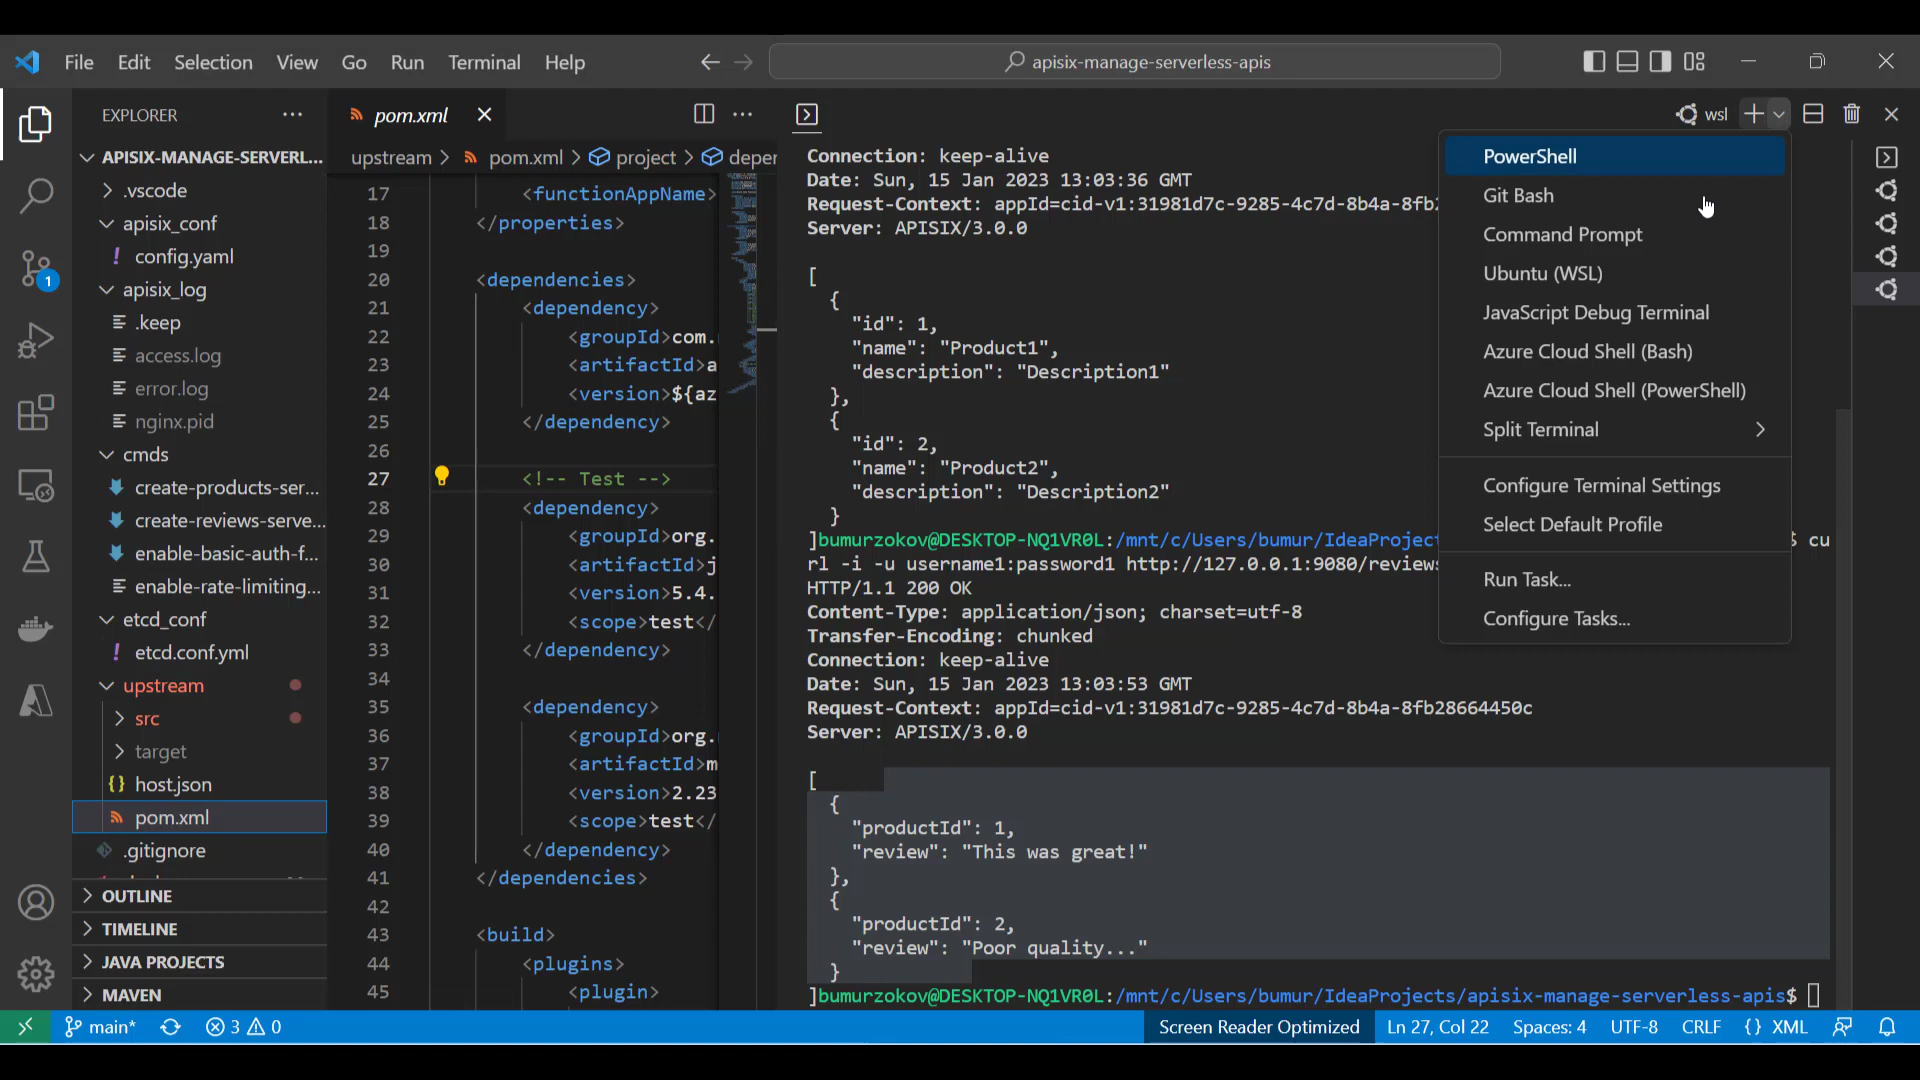 File Edit Selection View Go Run Terminal Help
apisix-manage-serverless-apis
EXPLORER
APISIX-MANAGE-SERVERL...
.vscode
apisix_conf
config.yaml
apisix_log
.keep
access.log
error.log
nginx.pid
cmds
create-products-ser...
create-reviews-serve...
enable-basic-auth-f...
enable-rate-limiting...
etcd_conf
etcd.conf.yml
upstream
src
target
host.json
pom.xml
.gitignore
OUTLINE
TIMELINE
JAVA PROJECTS
MAVEN
1
pom.xml
upstream > pom.xml > project > deper
17 <functionAppName>
18 </properties>
19
20 <dependencies>
21 <dependency>
22 <groupId>com.
23 <artifactId>a
24 <version>${az
25 </dependency>
26
27 <!-- Test -->
28 <dependency>
29 <groupId>org.
30 <artifactId>j
31 <version>5.4.
32 <scope>test</
33 </dependency>
34
35 <dependency>
36 <groupId>org.
37 <artifactId>m
38 <version>2.23
39 <scope>test</
40 </dependency>
41 </dependencies>
42
43 <build>
44 <plugins>
45 <plugin>
wsl
Connection: keep-alive
Date: Sun, 15 Jan 2023 13:03:36 GMT
Request-Context: appId=cid-v1:31981d7c-9285-4c7d-8b4a-8fb2
Server: APISIX/3.0.0
[
{
"id": 1,
"name": "Product1",
"description": "Description1"
},
{
"id": 2,
"name": "Product2",
"description": "Description2"
}
]bumurzokov@DESKTOP-NQ1VR0L:/mnt/c/Users/bumur/IdeaProject $ cu
rl -i -u username1:password1 http://127.0.0.1:9080/reviews
HTTP/1.1 200 OK
Content-Type: application/json; charset=utf-8
Transfer-Encoding: chunked
Connection: keep-alive
Date: Sun, 15 Jan 2023 13:03:53 GMT
Request-Context: appId=cid-v1:31981d7c-9285-4c7d-8b4a-8fb28664450c
Server: APISIX/3.0.0
[
{
"productId": 1,
"review": "This was great!"
},
{
"productId": 2,
"review": "Poor quality..."
}
]bumurzokov@DESKTOP-NQ1VR0L:/mnt/c/Users/bumur/IdeaProjects/apisix-manage-serverless-apis$
PowerShell
Git Bash
Command Prompt
Ubuntu (WSL)
JavaScript Debug Terminal
Azure Cloud Shell (Bash)
Azure Cloud Shell (PowerShell)
Split Terminal
Configure Terminal Settings
Select Default Profile
Run Task...
Configure Tasks...
main* 3 0 Screen Reader Optimized Ln 27, Col 22 Spaces: 4 UTF-8 CRLF {} XML